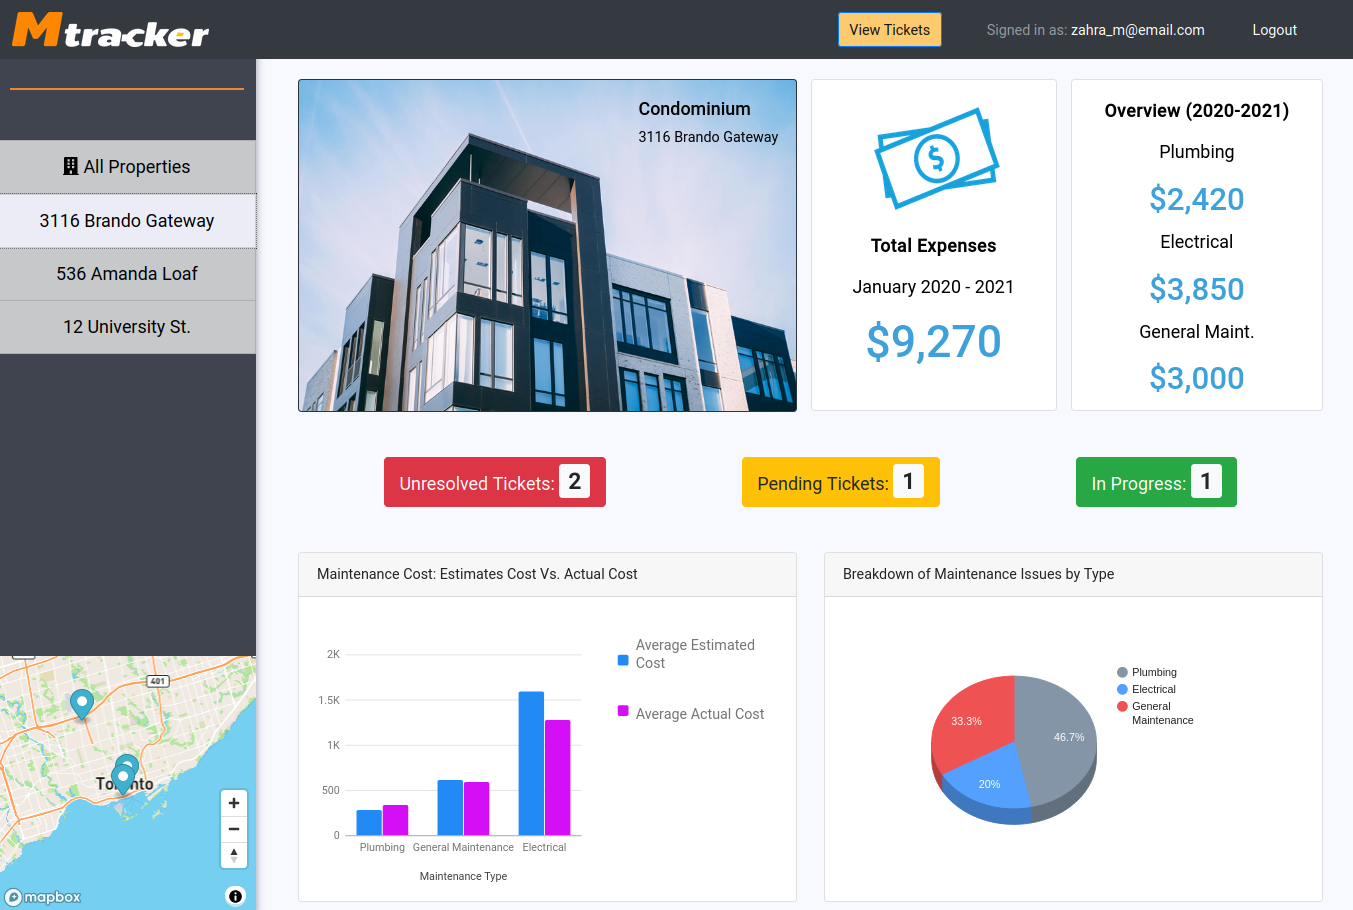 Mtracker
View Tickets
Signed in as: zahra_m@email.com
Logout
All Properties
3116 Brando Gateway
536 Amanda Loaf
12 University St.
401
Toronto
mapbox
Condominium
3116 Brando Gateway
Total Expenses
January 2020 - 2021
$9,270
Overview (2020-2021)
Plumbing
$2,420
Electrical
$3,850
General Maint.
$3,000
Unresolved Tickets: 2
Pending Tickets: 1
In Progress: 1
Maintenance Cost: Estimates Cost Vs. Actual Cost
2K
1.5K
1K
500
0
Plumbing
General Maintenance
Electrical
Maintenance Type
Average Estimated
Cost
Average Actual Cost
Breakdown of Maintenance Issues by Type
33.3%
46.7%
20%
Plumbing
Electrical
General
Maintenance